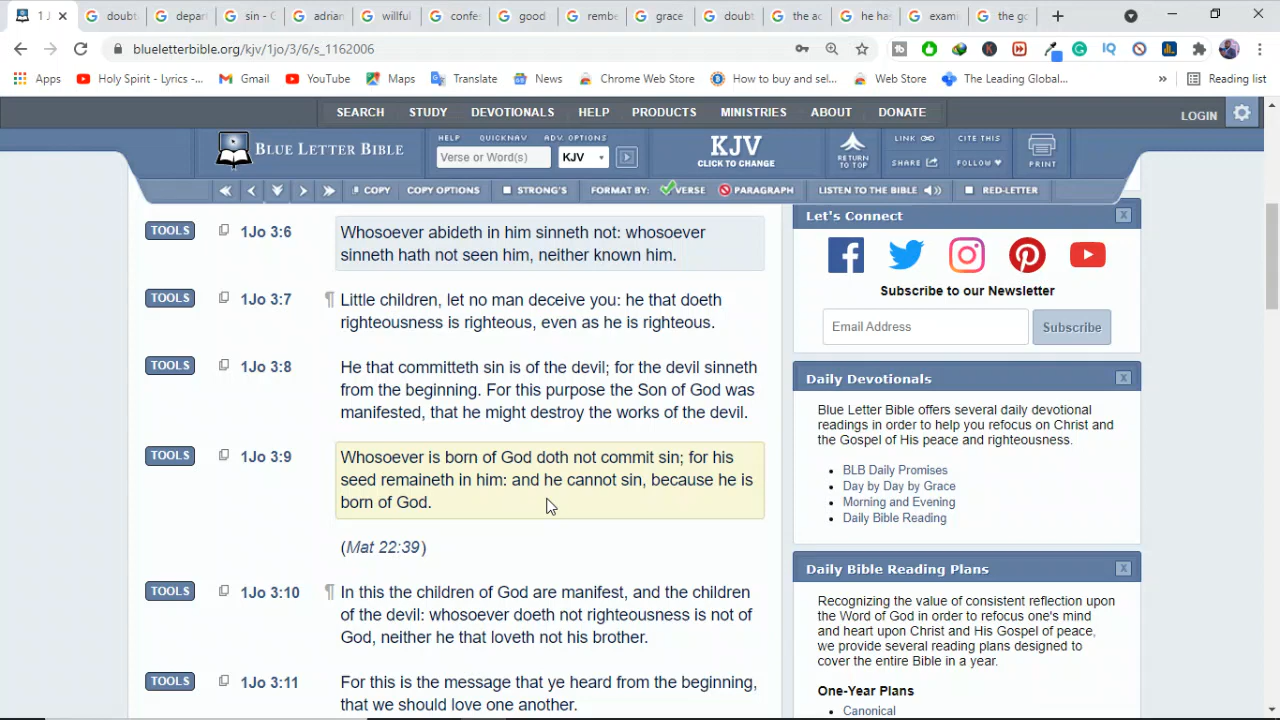 1 J
doubt
depart
sin - G
adrian
willful
confes
good
remb
grace
doubt
the ac
he has
exami
the go
blueletterbible.org/kjv/1jo/3/6/s_1162006
Apps
Holy Spirit - Lyrics -...
Gmail
YouTube
Maps
Translate
News
Chrome Web Store
How to buy and sel...
Web Store
The Leading Global...
»
Reading list
SEARCH
STUDY
DEVOTIONALS
HELP
PRODUCTS
MINISTRIES
ABOUT
DONATE
LOGIN
BLUE LETTER BIBLE
HELP QUICKNAV ADV. OPTIONS
Verse or Word(s)
KJV
KJV
CLICK TO CHANGE
RETURN
TO TOP
LINK
CITE THIS
SHARE
FOLLOW
PRINT
COPY
COPY OPTIONS
STRONG'S
FORMAT BY:
VERSE
PARAGRAPH
LISTEN TO THE BIBLE
RED-LETTER
TOOLS
1Jo 3:6
Whosoever abideth in him sinneth not: whosoever
sinneth hath not seen him, neither known him.
TOOLS
1Jo 3:7
¶ Little children, let no man deceive you: he that doeth
righteousness is righteous, even as he is righteous.
TOOLS
1Jo 3:8
He that committeth sin is of the devil; for the devil sinneth
from the beginning. For this purpose the Son of God was
manifested, that he might destroy the works of the devil.
TOOLS
1Jo 3:9
Whosoever is born of God doth not commit sin; for his
seed remaineth in him: and he cannot sin, because he is
born of God.
(Mat 22:39)
TOOLS
1Jo 3:10
¶ In this the children of God are manifest, and the children
of the devil: whosoever doeth not righteousness is not of
God, neither he that loveth not his brother.
TOOLS
1Jo 3:11
For this is the message that ye heard from the beginning,
that we should love one another.
Let's Connect
X
Subscribe to our Newsletter
Email Address
Subscribe
Daily Devotionals
X
Blue Letter Bible offers several daily devotional
readings in order to help you refocus on Christ and
the Gospel of His peace and righteousness.
BLB Daily Promises
Day by Day by Grace
Morning and Evening
Daily Bible Reading
Daily Bible Reading Plans
X
Recognizing the value of consistent reflection upon
the Word of God in order to refocus one's mind
and heart upon Christ and His Gospel of peace,
we provide several reading plans designed to
cover the entire Bible in a year.
One-Year Plans
Canonical